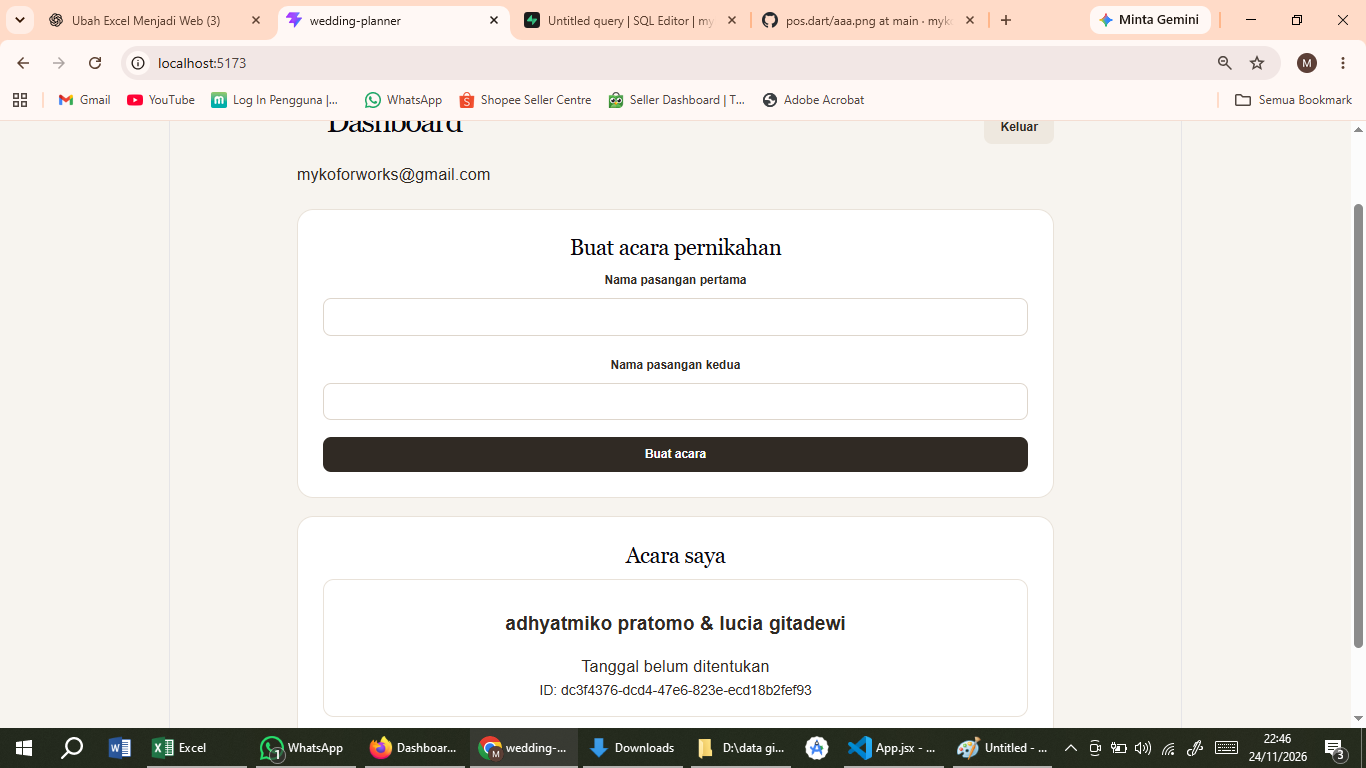 Ubah Excel Menjadi Web (3)
wedding-planner
Untitled query | SQL Editor | my
pos.dart/aaa.png at main · myko
Minta Gemini
localhost:5173
M
Gmail
YouTube
Log In Pengguna |...
WhatsApp
Shopee Seller Centre
Seller Dashboard | T...
Adobe Acrobat
Semua Bookmark
Dashboard
Keluar
mykoforworks@gmail.com
Buat acara pernikahan
Nama pasangan pertama
Nama pasangan kedua
Buat acara
Acara saya
adhyatmiko pratomo & lucia gitadewi
Tanggal belum ditentukan
ID: dc3f4376-dcd4-47e6-823e-ecd18b2fef93
Excel
WhatsApp
1
Dashboar...
wedding-...
Downloads
D:\data gi...
App.jsx - ...
Untitled - ...
22:46
24/11/2026
3